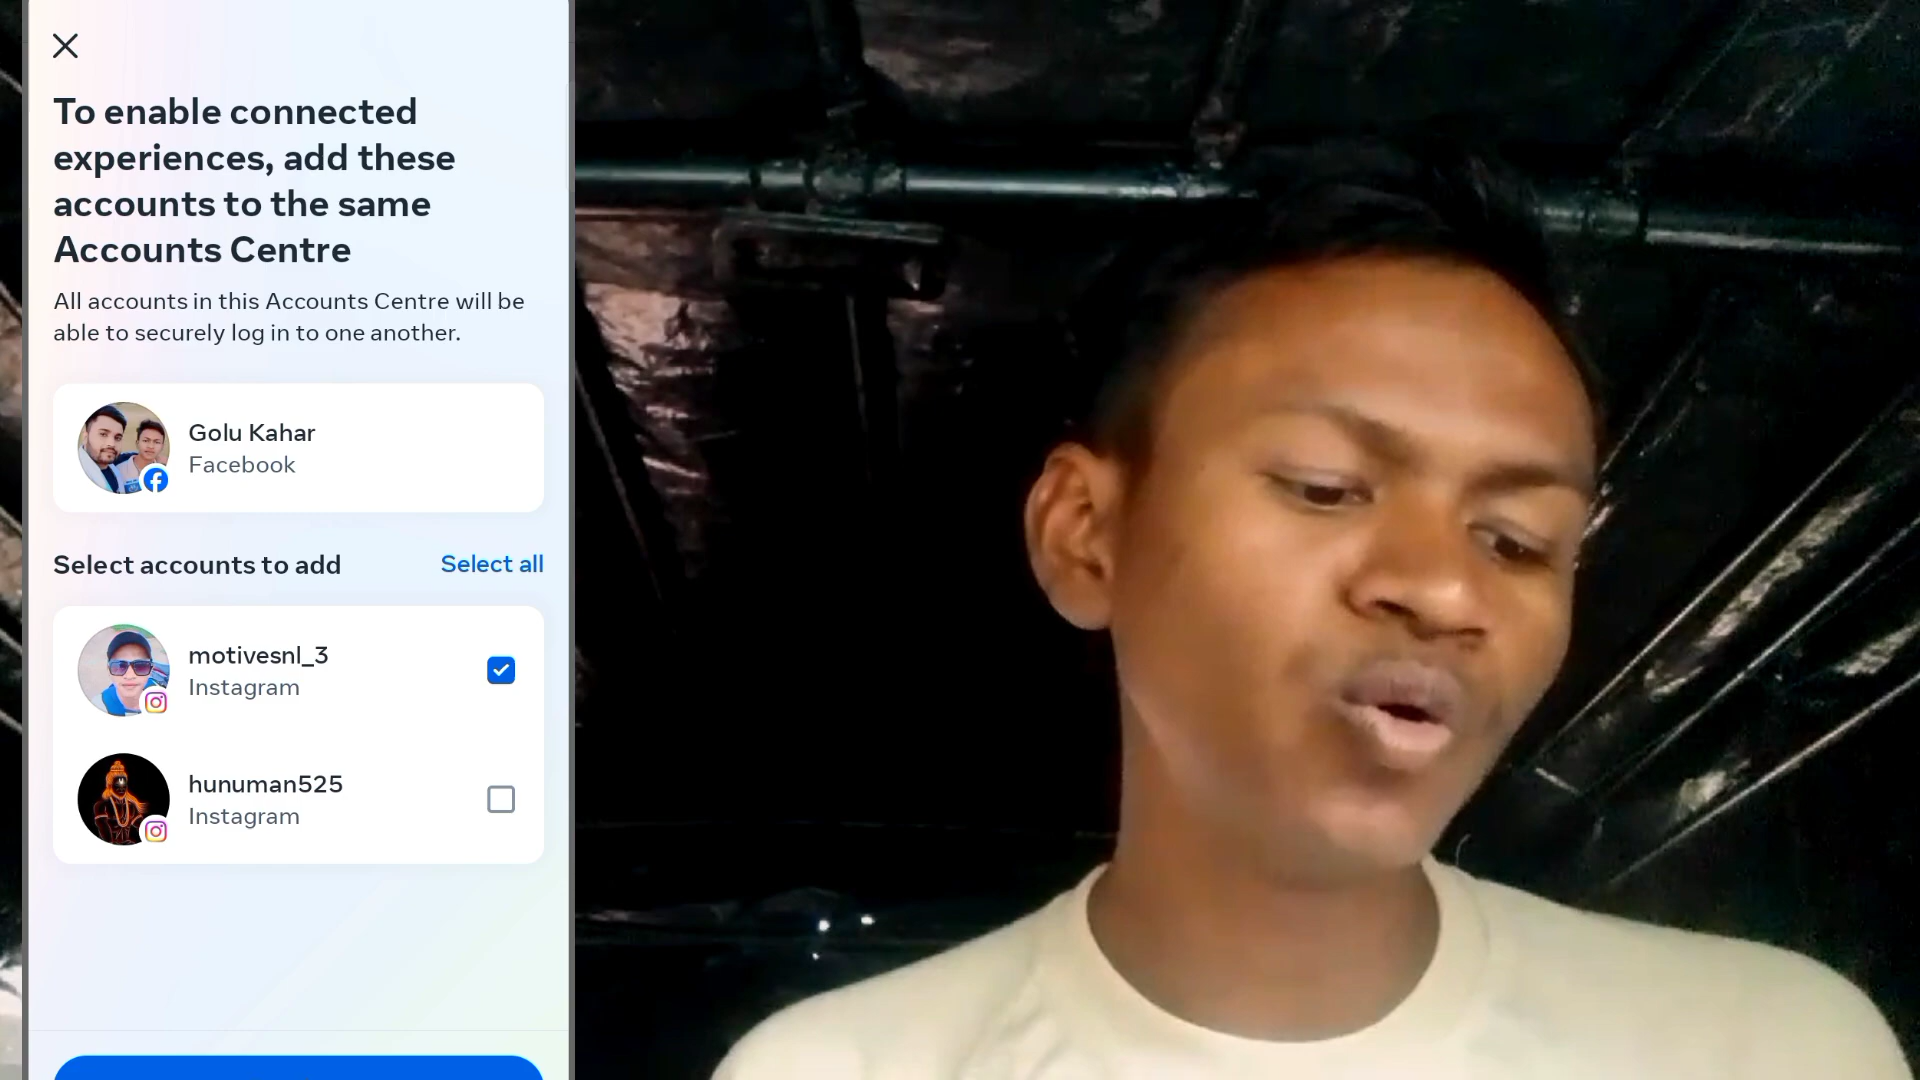 To enable connected
experiences, add these
accounts to the same
Accounts Centre
All accounts in this Accounts Centre will be
able to securely log in to one another.
Golu Kahar
Facebook
Select accounts to add
Select all
motivesnl_3
Instagram
hunuman525
Instagram